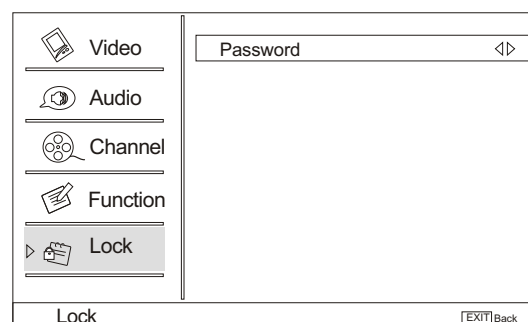 Video
Audio
Channel
Function
Lock
Password
Lock
EXIT Back